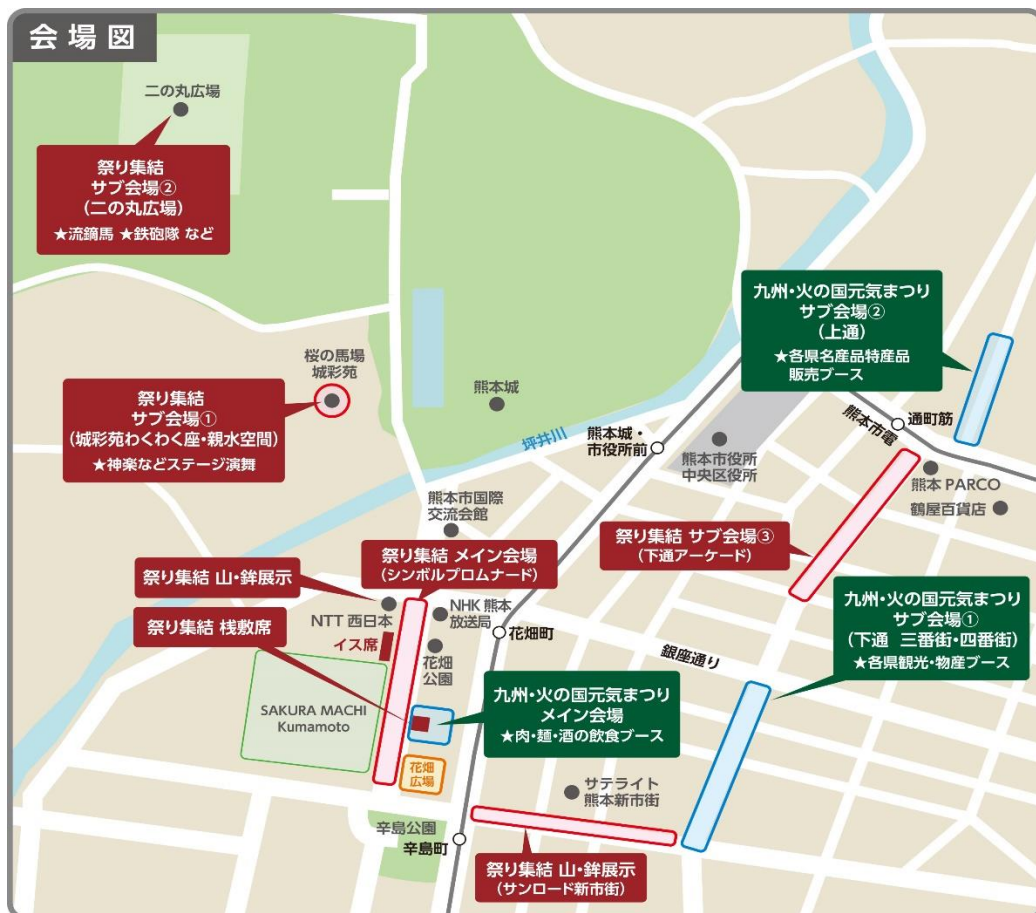 会場図
二の丸広場
祭り集結
サブ会場②
(二の丸広場)
★流鏑馬 ★鉄砲隊 など
九州・火の国元気まつり
サブ会場②
(上通)
★各県名産品特産品
販売ブース
桜の馬場
城彩苑
祭り集結
サブ会場①
(城彩苑わくわく座・親水空間)
★神楽などステージ演舞
熊本城
坪井川
熊本城・
市役所前
熊本市役所
中央区役所
熊本市電
通町筋
熊本 PARCO
鶴屋百貨店
熊本市国際
交流会館
祭り集結 サブ会場③
(下通アーケード)
祭り集結 メイン会場
(シンボルプロムナード)
祭り集結 山・鉾展示
NTT 西日本
NHK 熊本
放送局
祭り集結 桟敷席
イス席
花畑
公園
花畑町
銀座通り
九州・火の国元気まつり
サブ会場①
(下通 三番街・四番街)
★各県観光・物産ブース
SAKURA MACHI
Kumamoto
九州・火の国元気まつり
メイン会場
★肉・麺・酒の飲食ブース
花畑
広場
サテライト
熊本新市街
辛島公園
辛島町
祭り集結 山・鉾展示
(サンロード新市街)